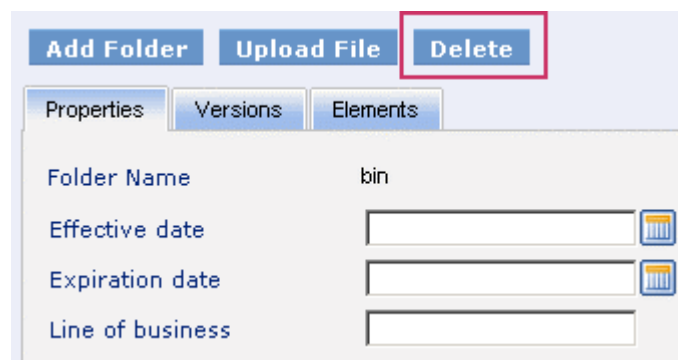 Add Folder Upload File Delete
Properties Versions Elements
Folder Name bin
Effective date
Expiration date
Line of business